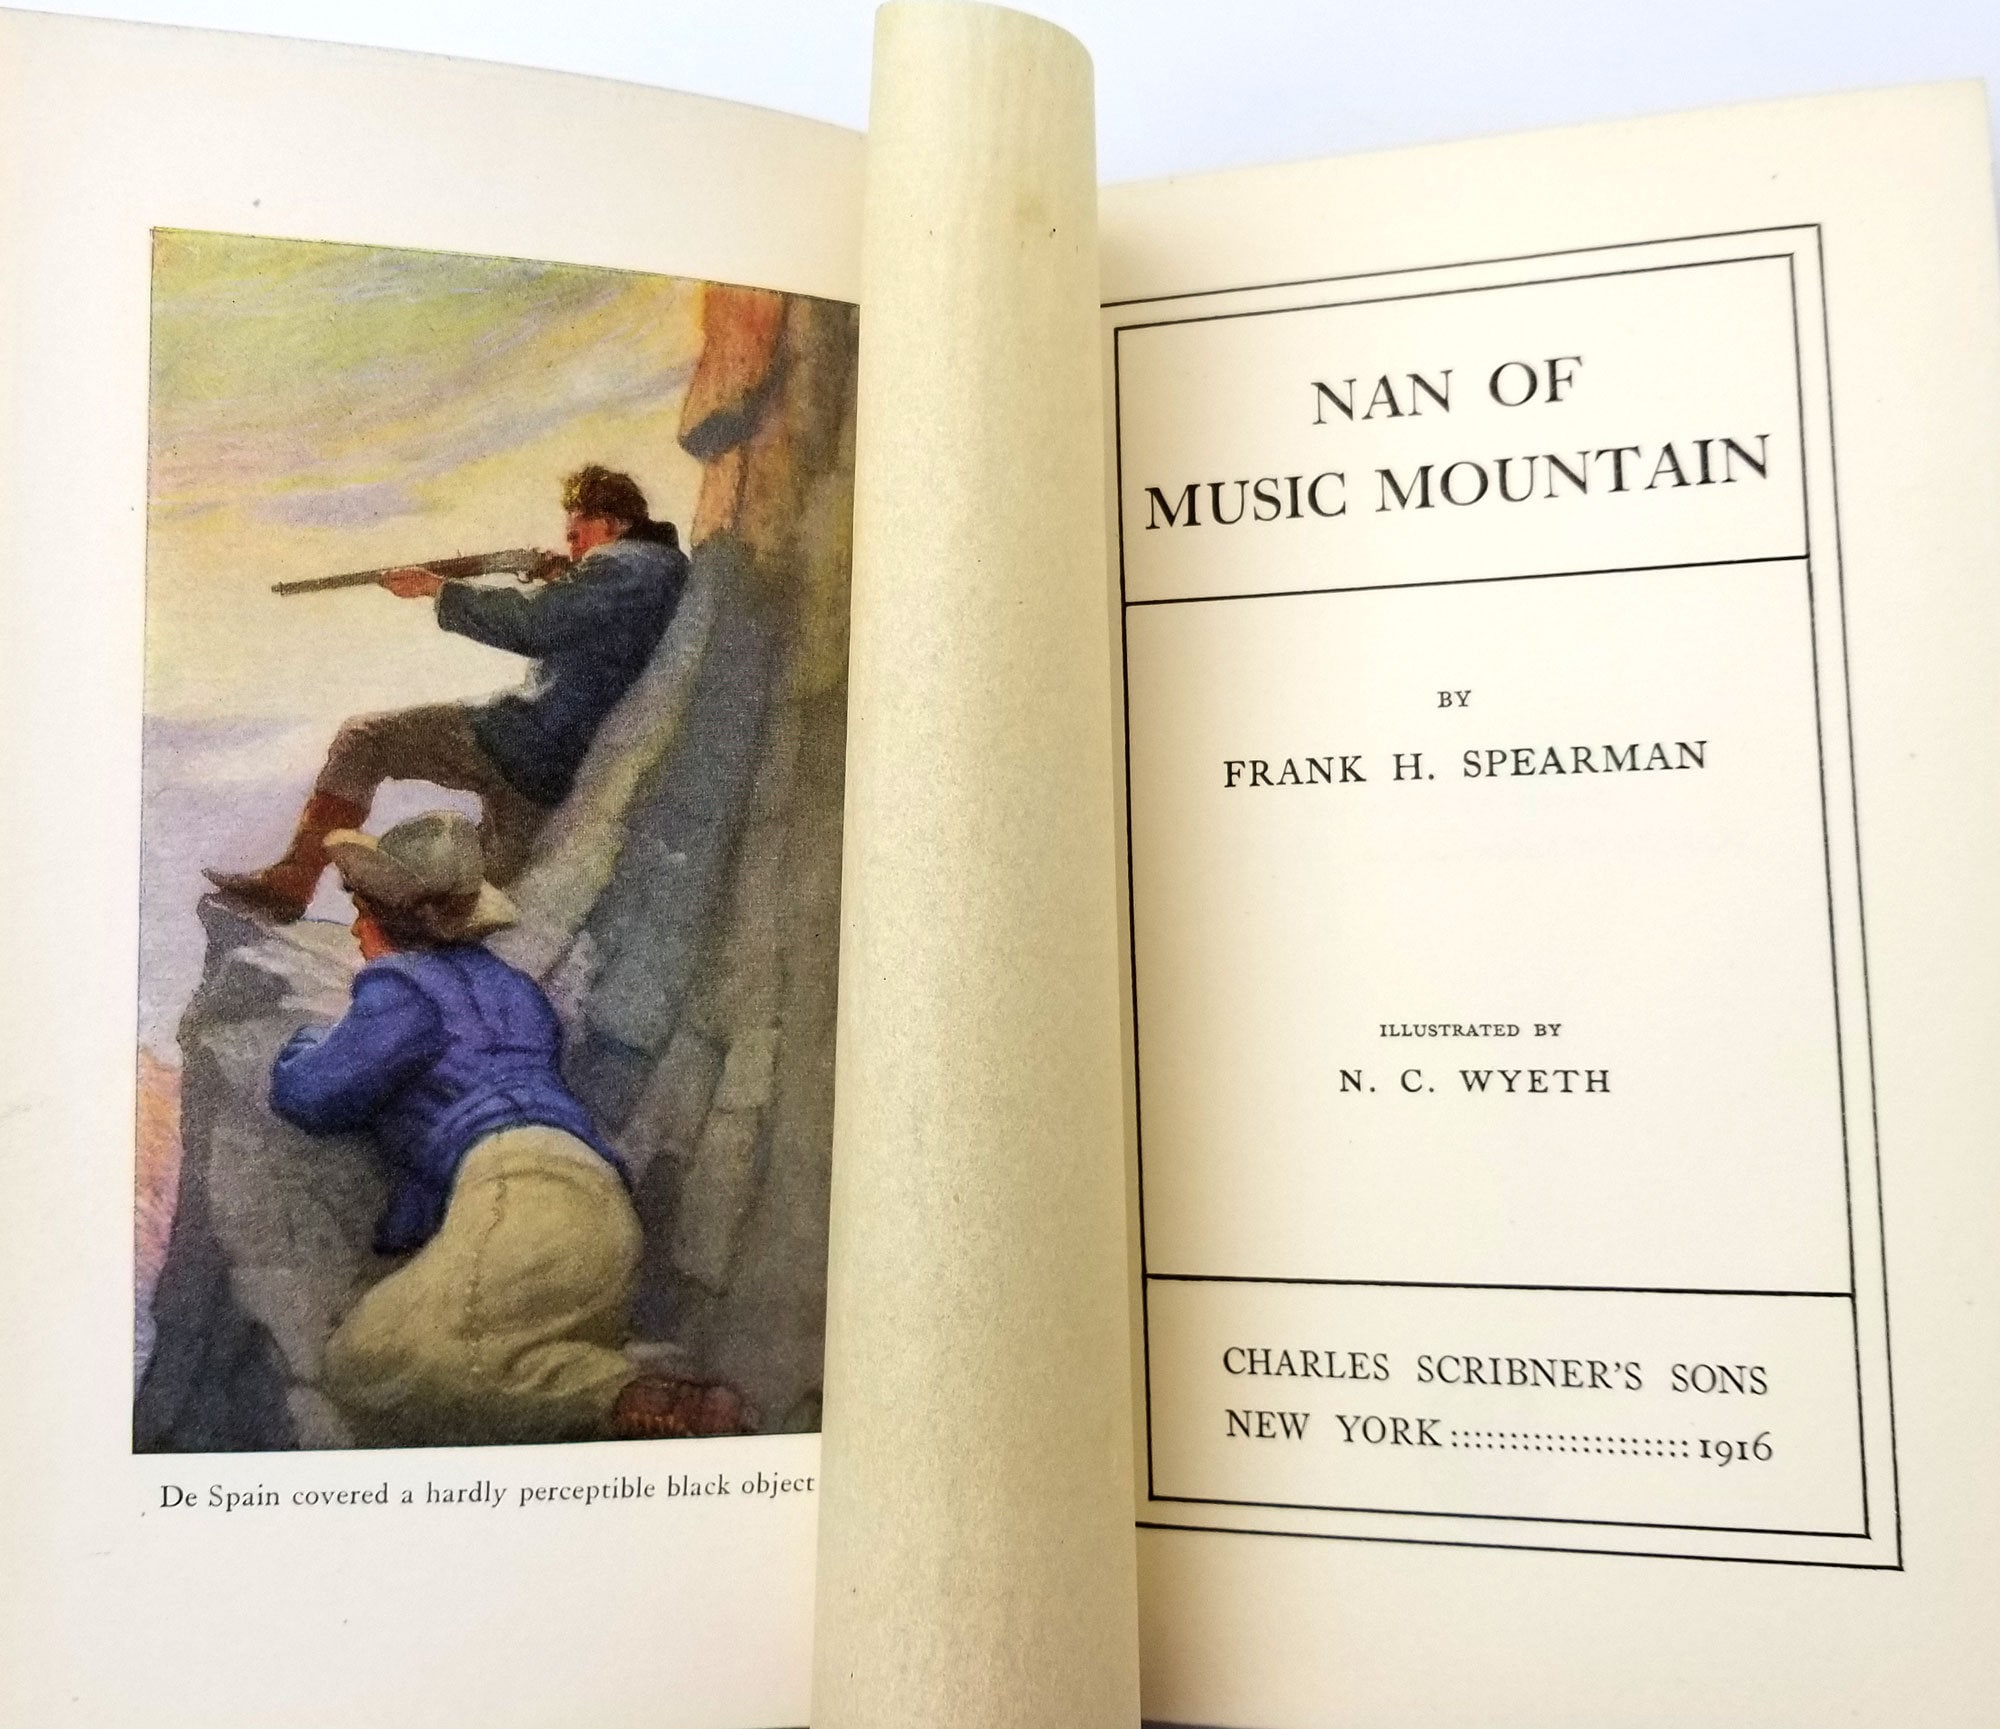 De Spain covered a hardly perceptible black object
NAN OF
MUSIC MOUNTAIN
BY
FRANK H. SPEARMAN
ILLUSTRATED BY
N. C. WYETH
CHARLES SCRIBNER'S SONS
NEW YORK :::::::::::::::::::: 1916